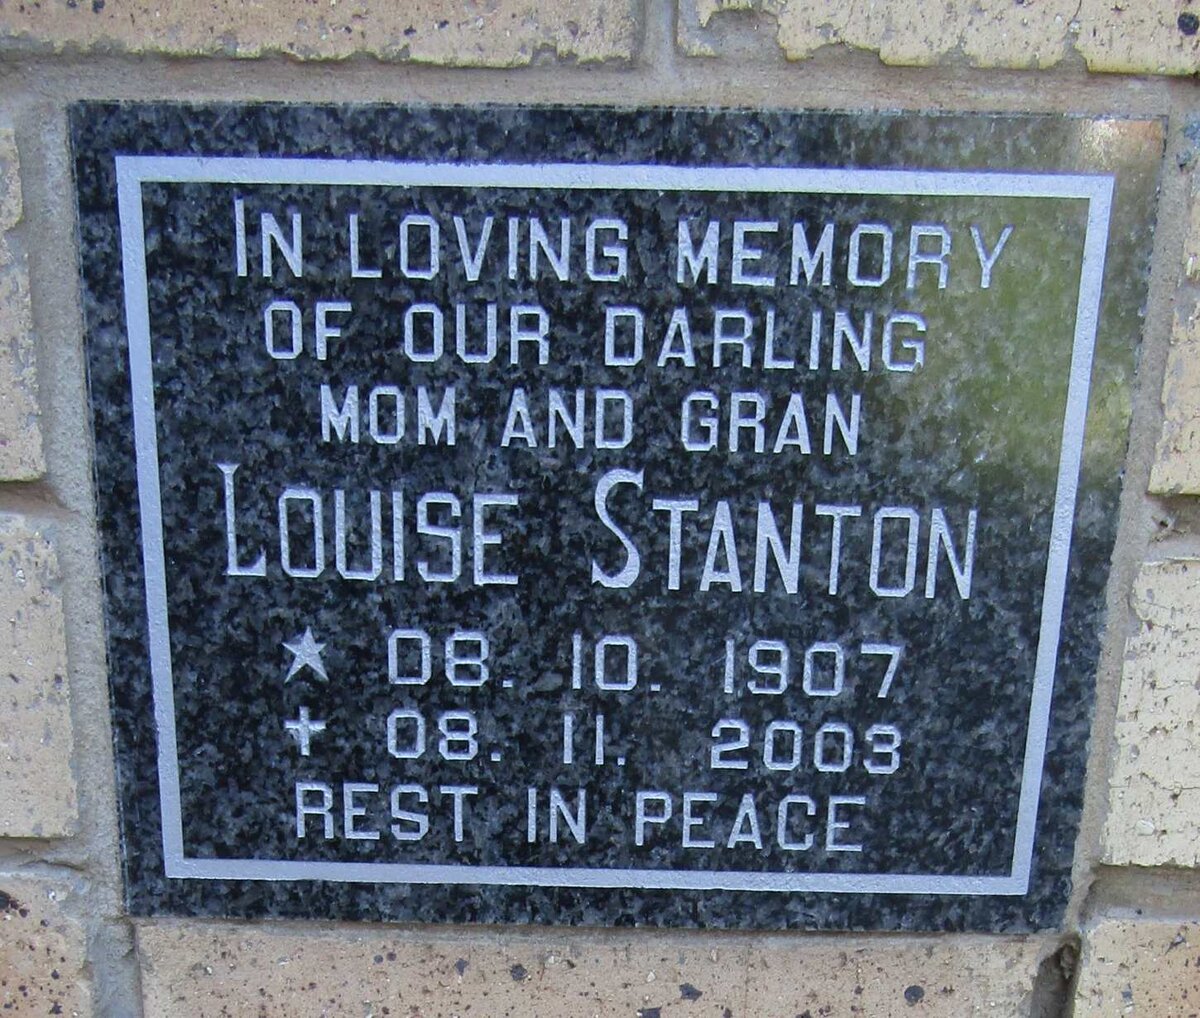 IN LOVING MEMORY
OF OUR DARLING
MOM AND GRAN
LOUISE STANTON
★ 08. 10. 1907
✝ 08. 11. 2003
REST IN PEACE